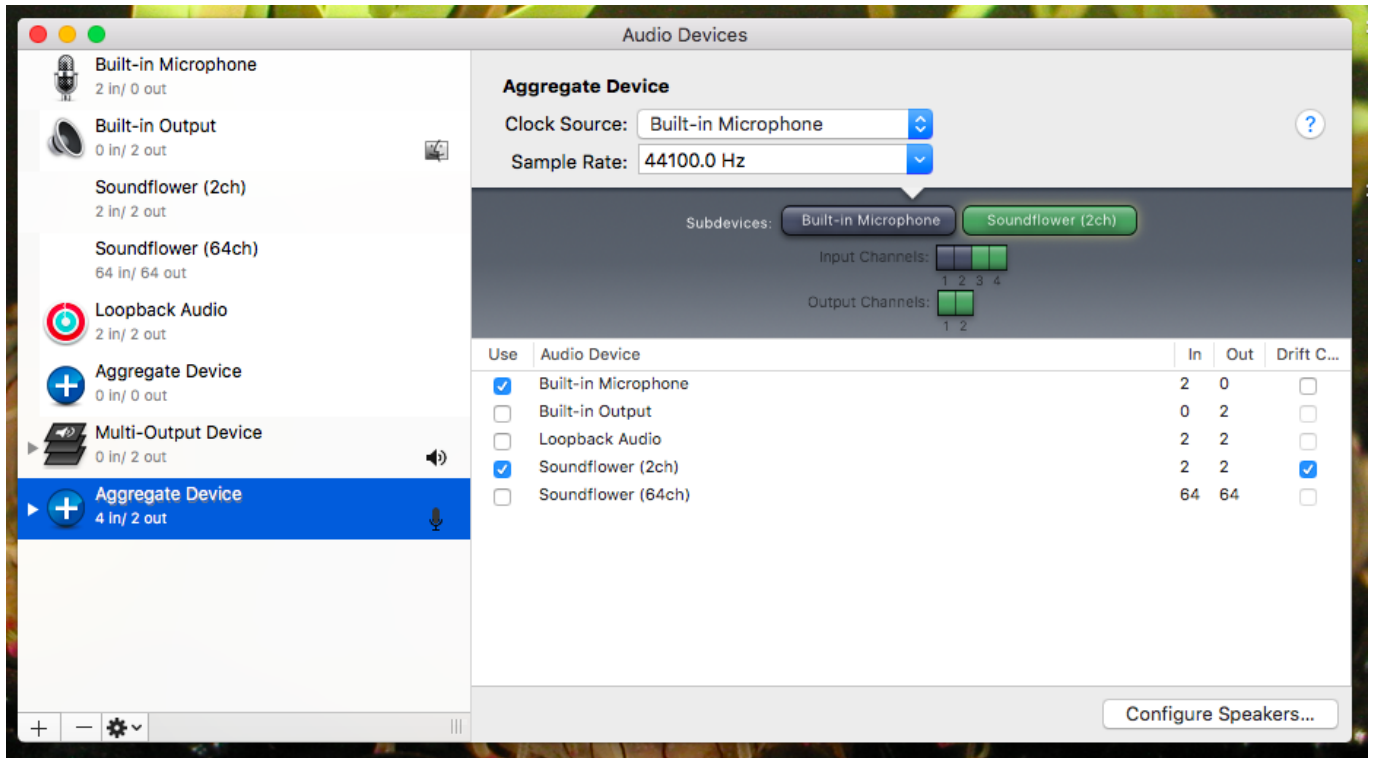 Audio Devices
Built-in Microphone
2 in/ 0 out
Built-in Output
0 in/ 2 out
Soundflower (2ch)
2 in/ 2 out
Soundflower (64ch)
64 in/ 64 out
Loopback Audio
2 in/ 2 out
Aggregate Device
0 in/ 0 out
Multi-Output Device
0 in/ 2 out
Aggregate Device
4 in/ 2 out
Aggregate Device
Clock Source: Built-in Microphone
?
Sample Rate: 44100.0 Hz
Subdevices: Built-in Microphone Soundflower (2ch)
Input Channels:
1 2 3 4
Output Channels:
1 2
Use Audio Device In Out Drift C...
Built-in Microphone 2 0
Built-in Output 0 2
Loopback Audio 2 2
Soundflower (2ch) 2 2
Soundflower (64ch) 64 64
Configure Speakers...